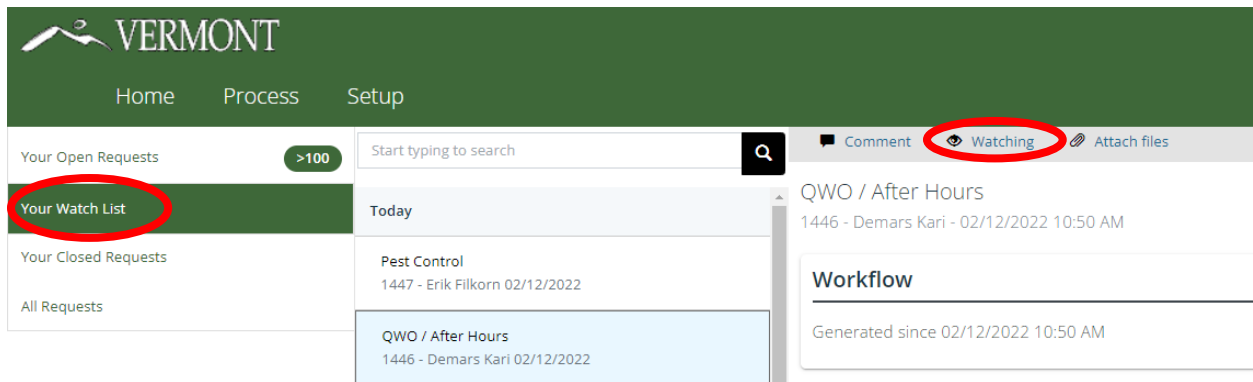 VERMONT
Home Process Setup
Your Open Requests >100
Your Watch List
Your Closed Requests
All Requests
Start typing to search
Today
Pest Control
1447 - Erik Filkorn 02/12/2022
QWO / After Hours
1446 - Demars Kari 02/12/2022
Comment Watching Attach files
QWO / After Hours
1446 - Demars Kari - 02/12/2022 10:50 AM
Workflow
Generated since 02/12/2022 10:50 AM